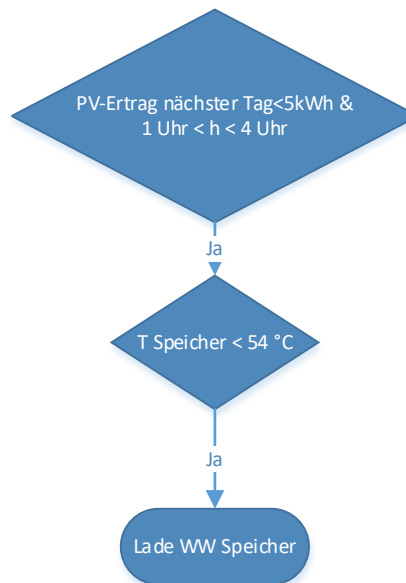 PV-Ertrag nächster Tag<5kWh &
1 Uhr < h < 4 Uhr
Ja
T Speicher < 54 °C
Ja
Lade WW Speicher